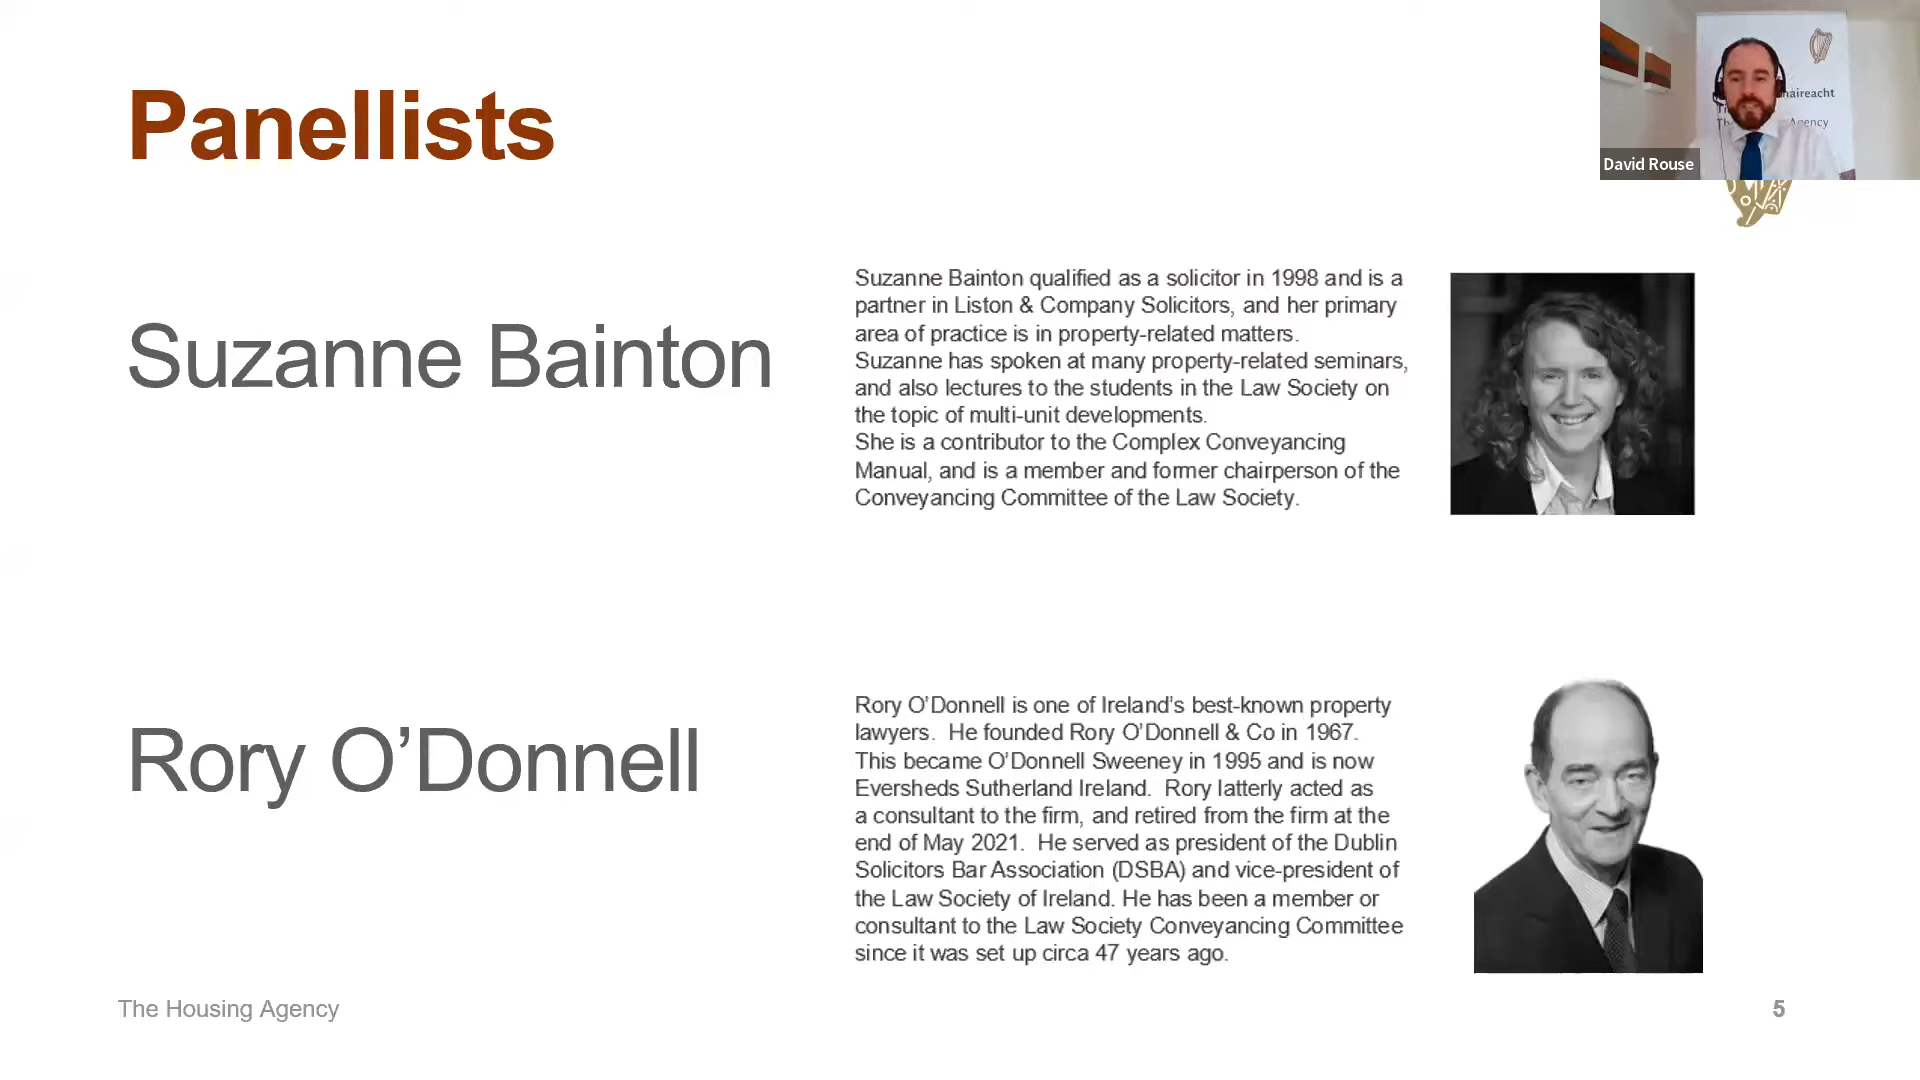 Panellists
náireacht
Agency
David Rouse
Suzanne Bainton
Suzanne Bainton qualified as a solicitor in 1998 and is a
partner in Liston & Company Solicitors, and her primary
area of practice is in property-related matters.
Suzanne has spoken at many property-related seminars,
and also lectures to the students in the Law Society on
the topic of multi-unit developments.
She is a contributor to the Complex Conveyancing
Manual, and is a member and former chairperson of the
Conveyancing Committee of the Law Society.
Rory O’Donnell
Rory O’Donnell is one of Ireland’s best-known property
lawyers.  He founded Rory O’Donnell & Co in 1967.
This became O’Donnell Sweeney in 1995 and is now
Eversheds Sutherland Ireland.  Rory latterly acted as
a consultant to the firm, and retired from the firm at the
end of May 2021.  He served as president of the Dublin
Solicitors Bar Association (DSBA) and vice-president of
the Law Society of Ireland. He has been a member or
consultant to the Law Society Conveyancing Committee
since it was set up circa 47 years ago.
The Housing Agency
5